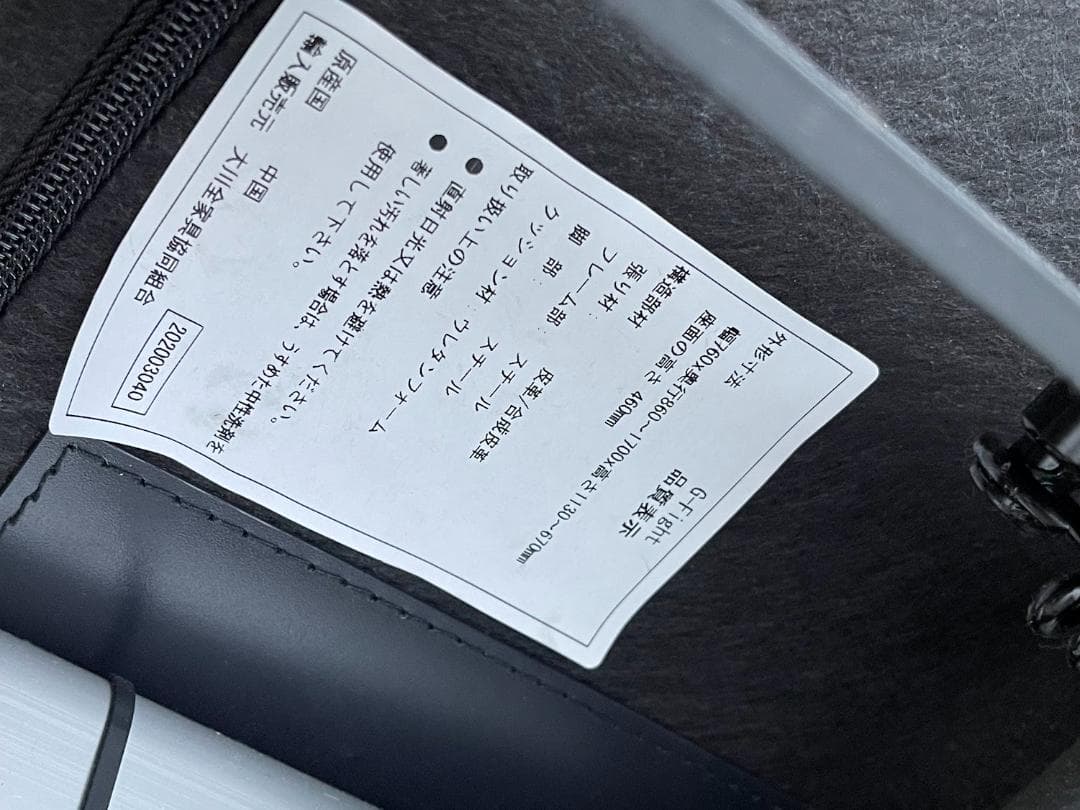 G-Fight
品質表示
外形寸法
幅760x奥行860~1700x高さ1130~670mm
座面の高さ 460mm
構造部材
張り材: 皮革/合成皮革
フレーム部: スチール
脚 部: スチール
クッション材: ウレタンフォーム
取り扱い上の注意
● 直射日光又は熱を避けてください。
● 著しい汚れを落とす場合は、うすめた中性洗剤を
使用して下さい。
原産国 中国
輸入販売元 大川全家具協同組合
202003040